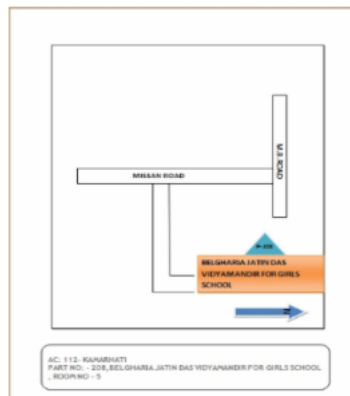 M.B ROAD
MISSAN ROAD
P-208
BELGHARIA JATIN DAS
VIDYAMANDIR FOR GIRLS
SCHOOL
AC: 112- KAMARHATI
PART NO: - 208, BELGHARIA JATIN DAS VIDYAMANDIR FOR GIRLS SCHOOL
, ROOM NO - 5